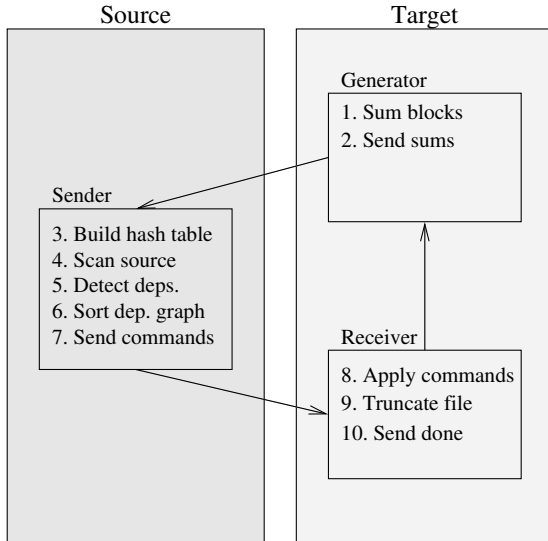 Source
Target
Generator
1. Sum blocks
2. Send sums
Sender
3. Build hash table
4. Scan source
5. Detect deps.
6. Sort dep. graph
7. Send commands
Receiver
8. Apply commands
9. Truncate file
10. Send done